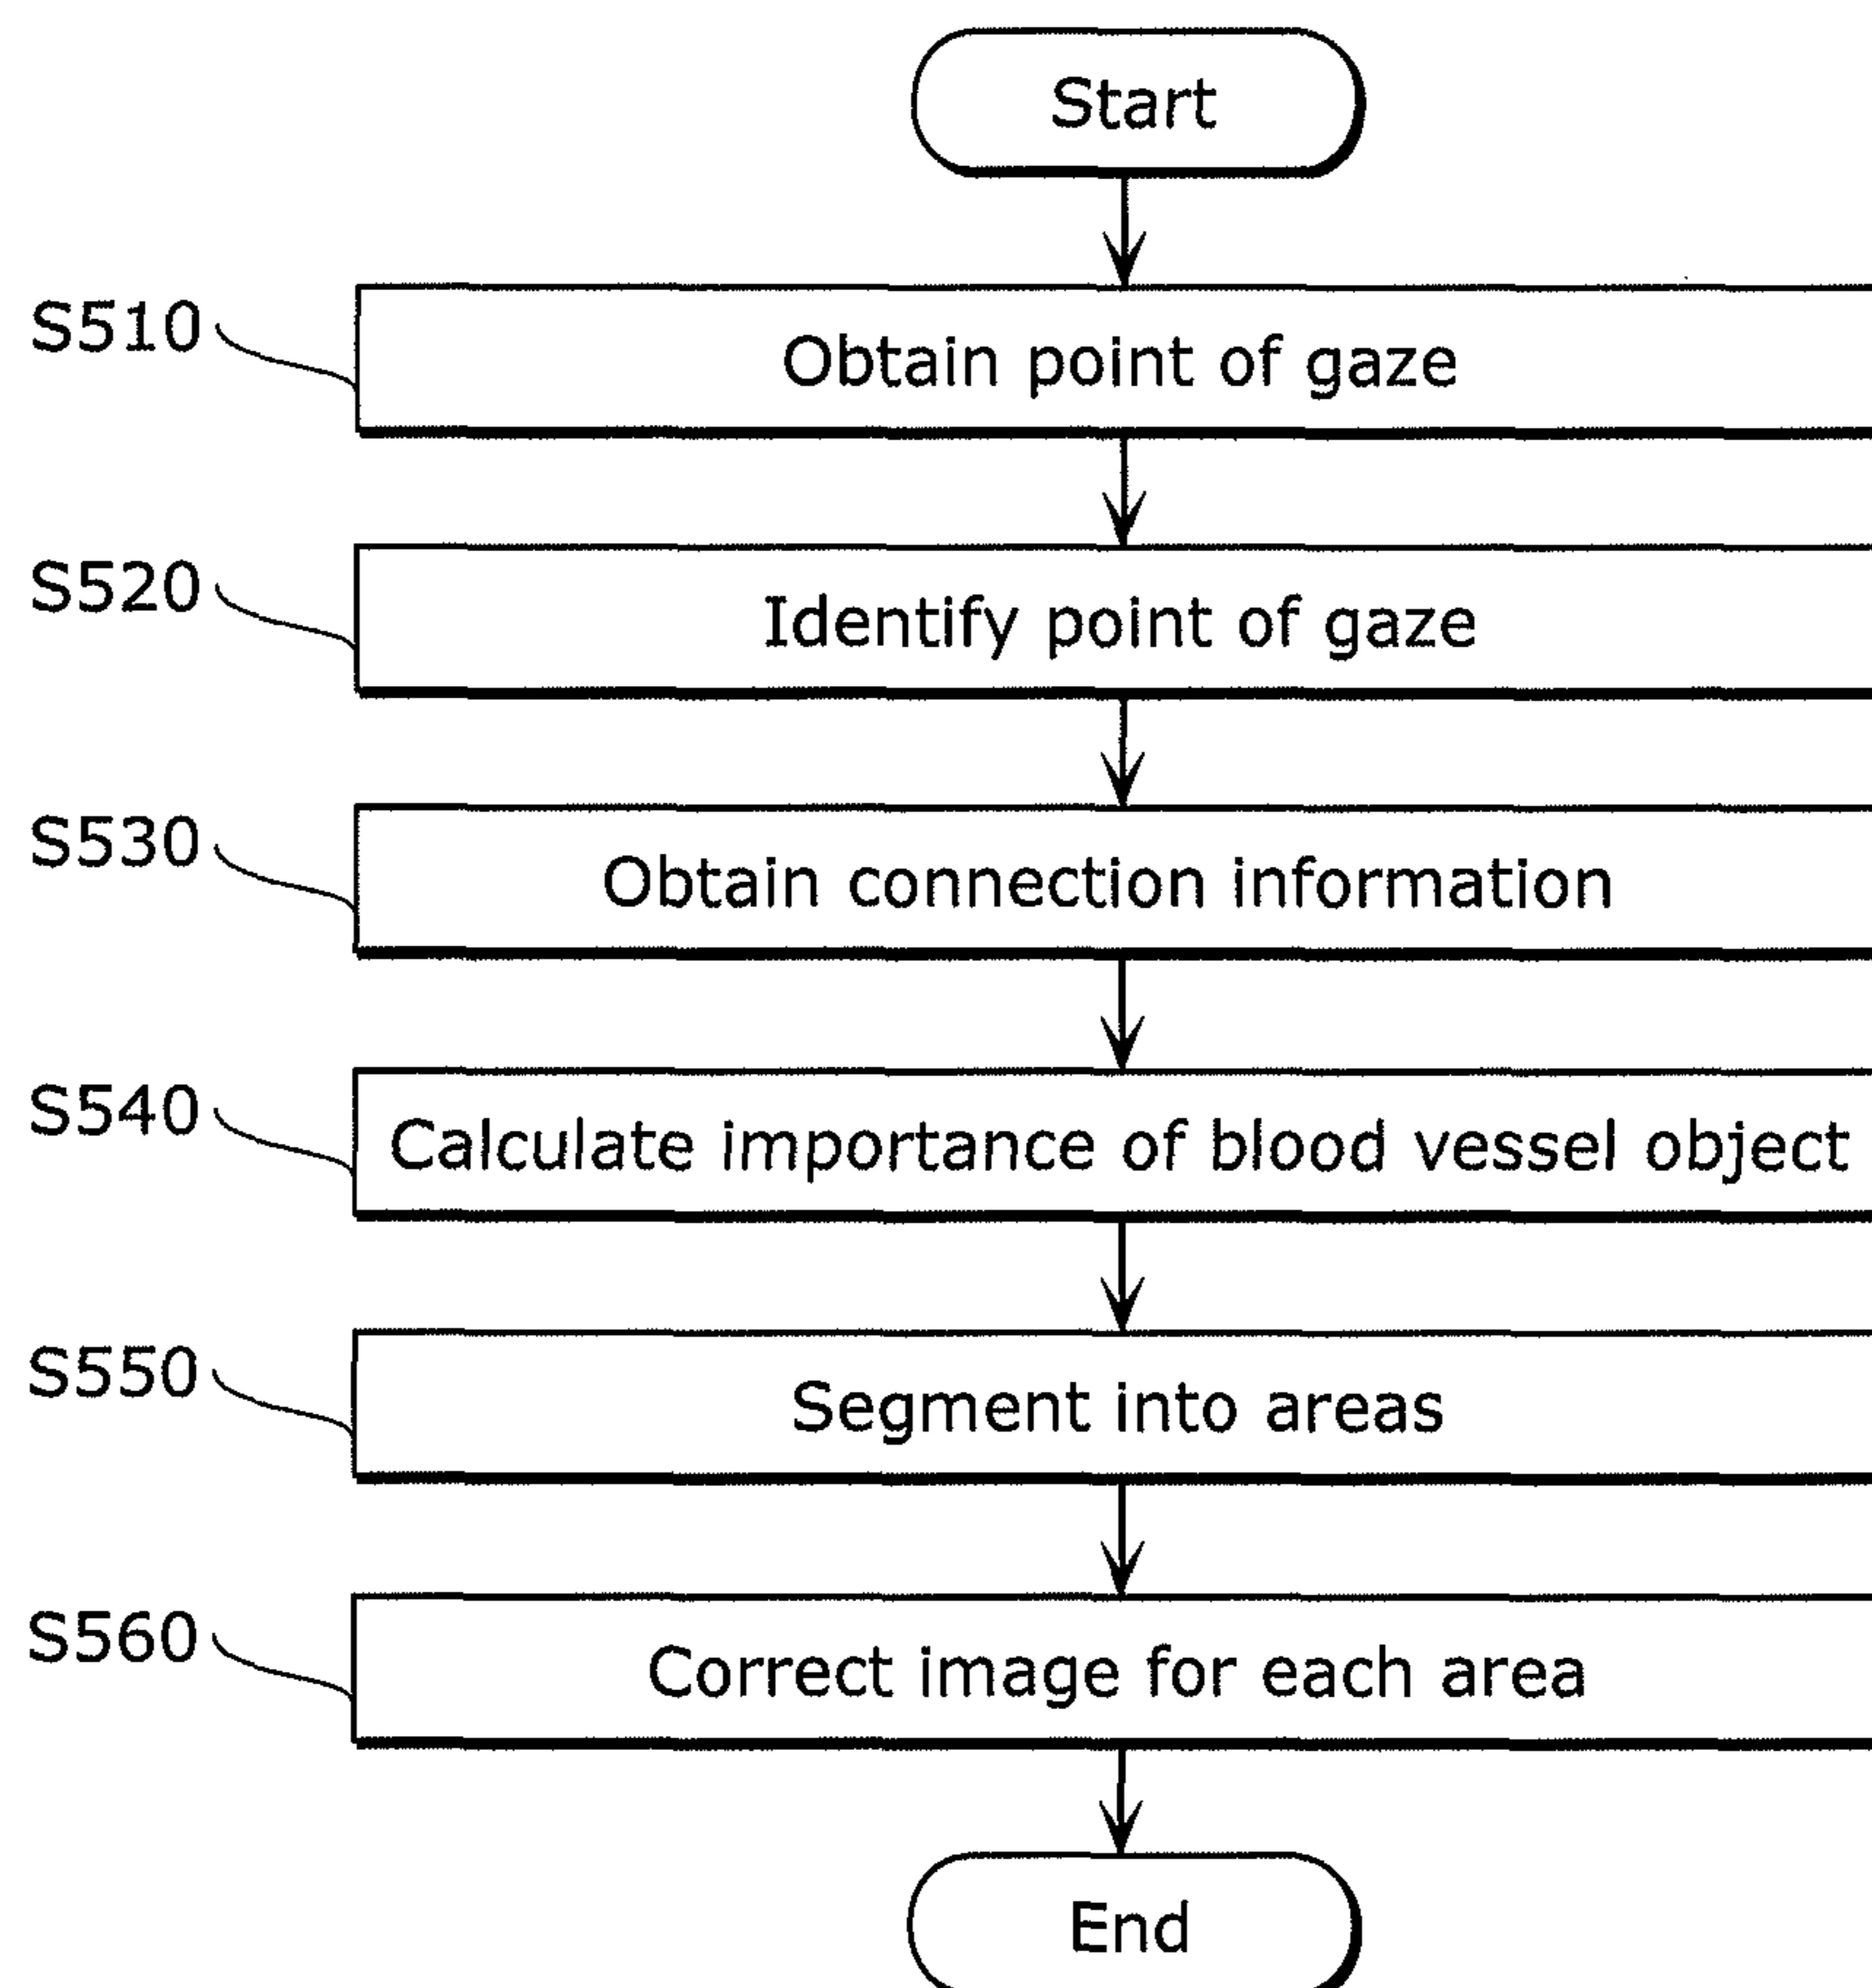 Start
S510
Obtain point of gaze
S520
Identify point of gaze
S530
Obtain connection information
S540
Calculate importance of blood vessel object
S550
Segment into areas
S560
Correct image for each area
End